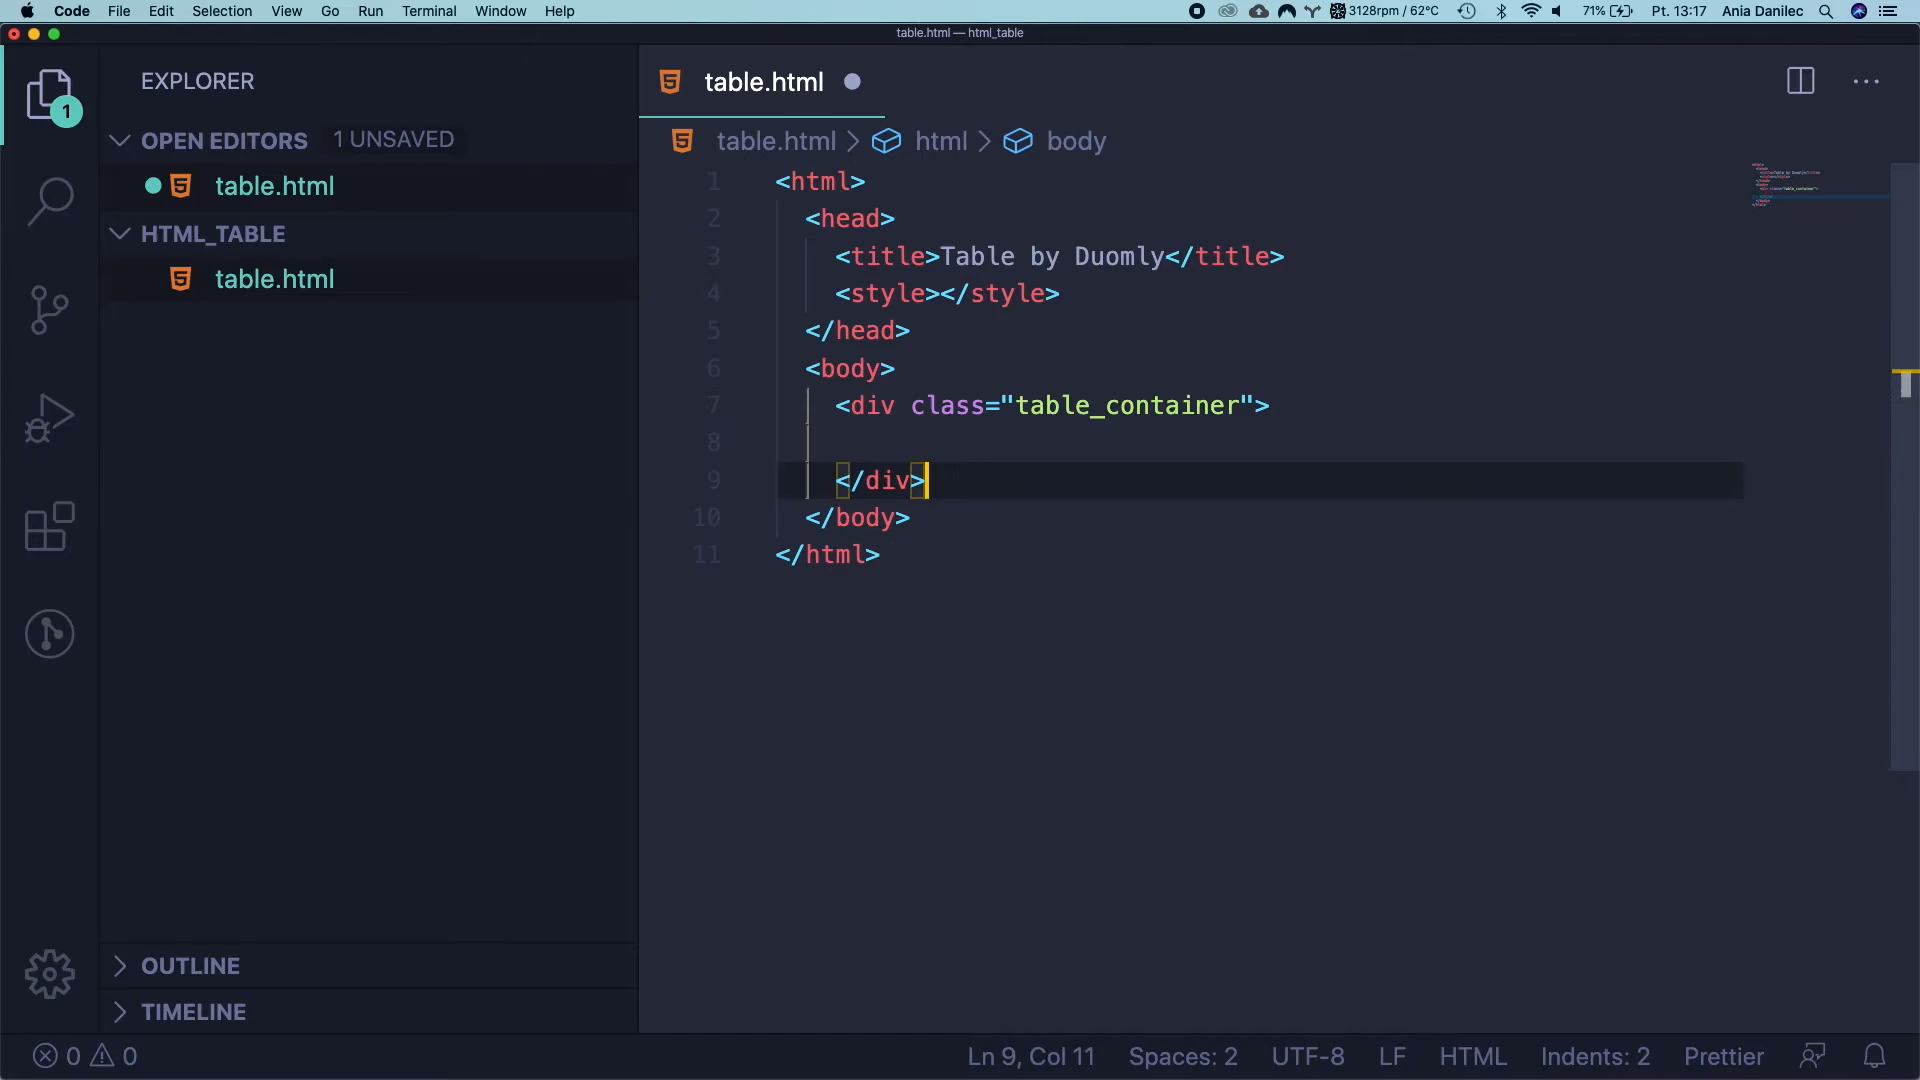 Code File Edit Selection View Go Run Terminal Window Help 3128rpm / 62°C 71% Pt. 13:17 Ania Danilec
table.html — html_table
EXPLORER
1
OPEN EDITORS 1 UNSAVED
table.html
HTML_TABLE
table.html
OUTLINE
TIMELINE
table.html
table.html > html > body
1 <html>
2 <head>
3 <title>Table by Duomly</title>
4 <style></style>
5 </head>
6 <body>
7 <div class="table_container">
8
9 </div>
10 </body>
11 </html>
0 0 Ln 9, Col 11 Spaces: 2 UTF-8 LF HTML Indents: 2 Prettier